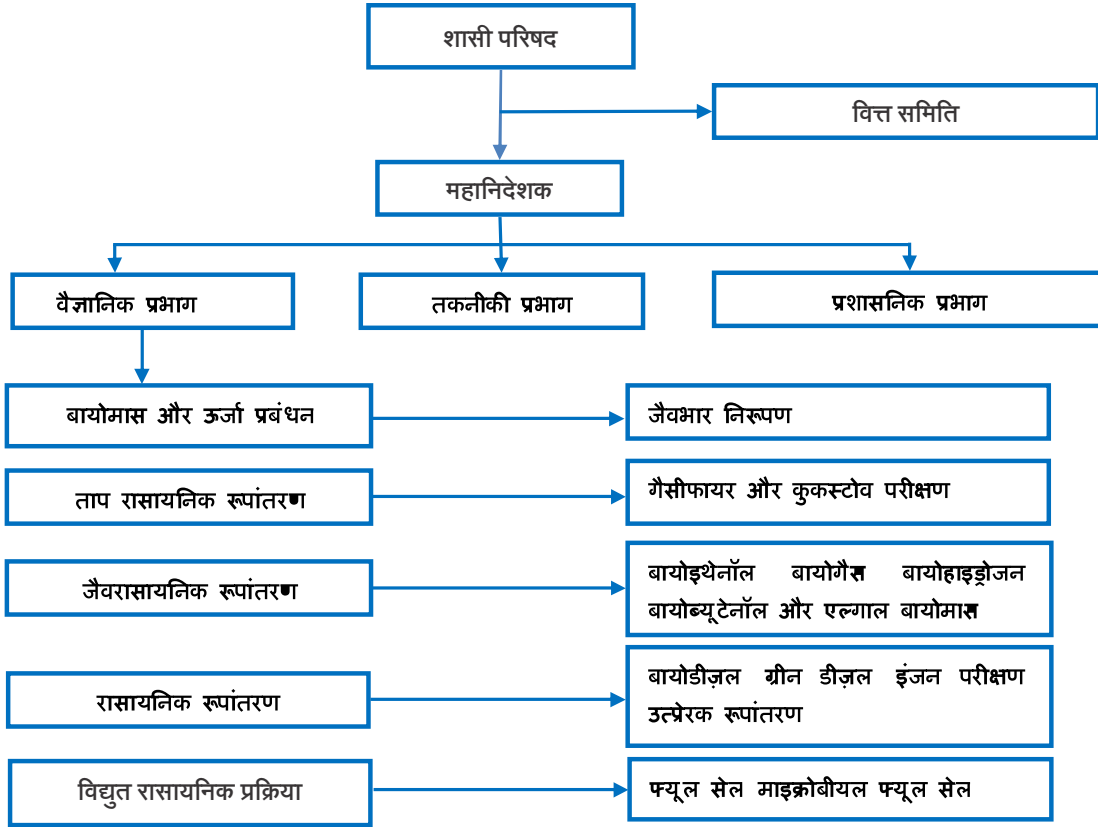 शासी परिषद
वित्त समिति
महानिदेशक
वैज्ञानिक प्रभाग
तकनीकी प्रभाग
प्रशासनिक प्रभाग
बायोमास और ऊर्जा प्रबंधन
जैवभार निरूपण
ताप रासायनिक रूपांतरण
गैसीफायर और कुकस्टोव परीक्षण
जैवरासायनिक रूपांतरण
बायोइथेनॉल बायोगैस बायोहाइड्रोजन
बायोब्यूटेनॉल और एल्गाल बायोमास
रासायनिक रूपांतरण
बायोडीज़ल ग्रीन डीज़ल इंजन परीक्षण
उत्प्रेरक रूपांतरण
विद्युत रासायनिक प्रक्रिया
फ्यूल सेल माइक्रोबीयल फ्यूल सेल